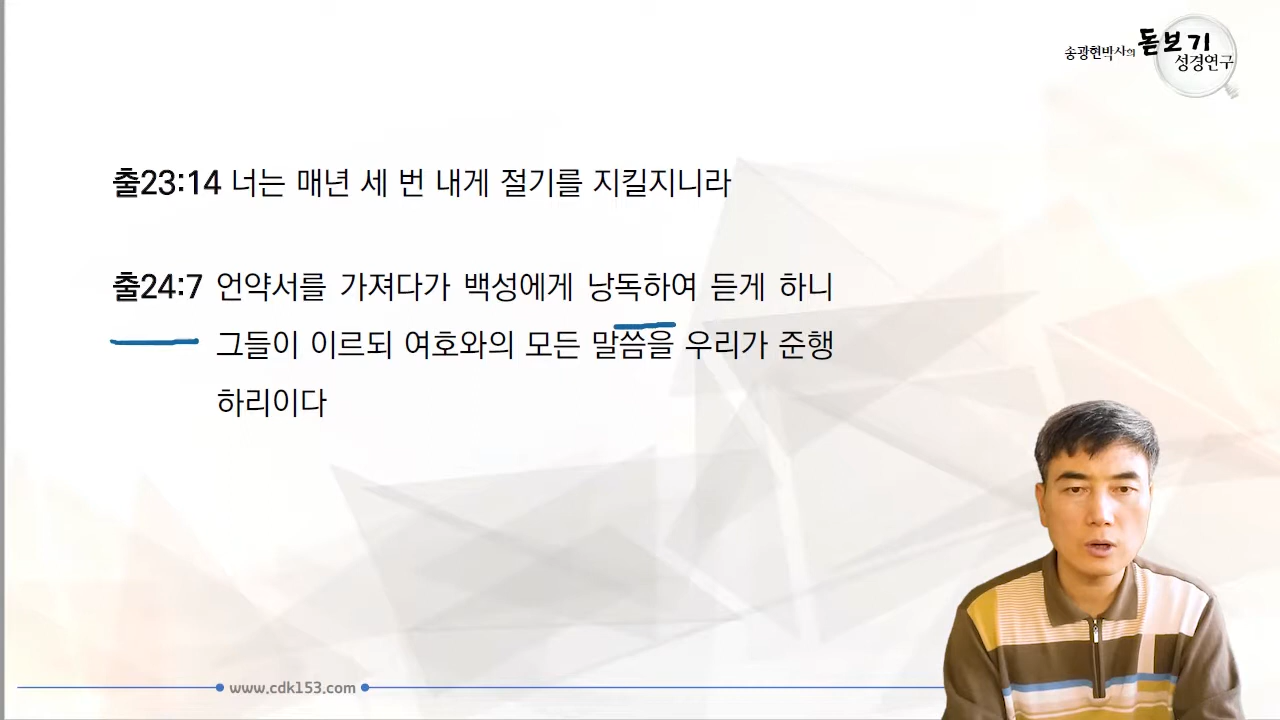 송광현박사의 돋보기
성경연구
출23:14 너는 매년 세 번 내게 절기를 지킬지니라
출24:7 언약서를 가져다가 백성에게 낭독하여 듣게 하니
그들이 이르되 여호와의 모든 말씀을 우리가 준행
하리이다
www.cdk153.com